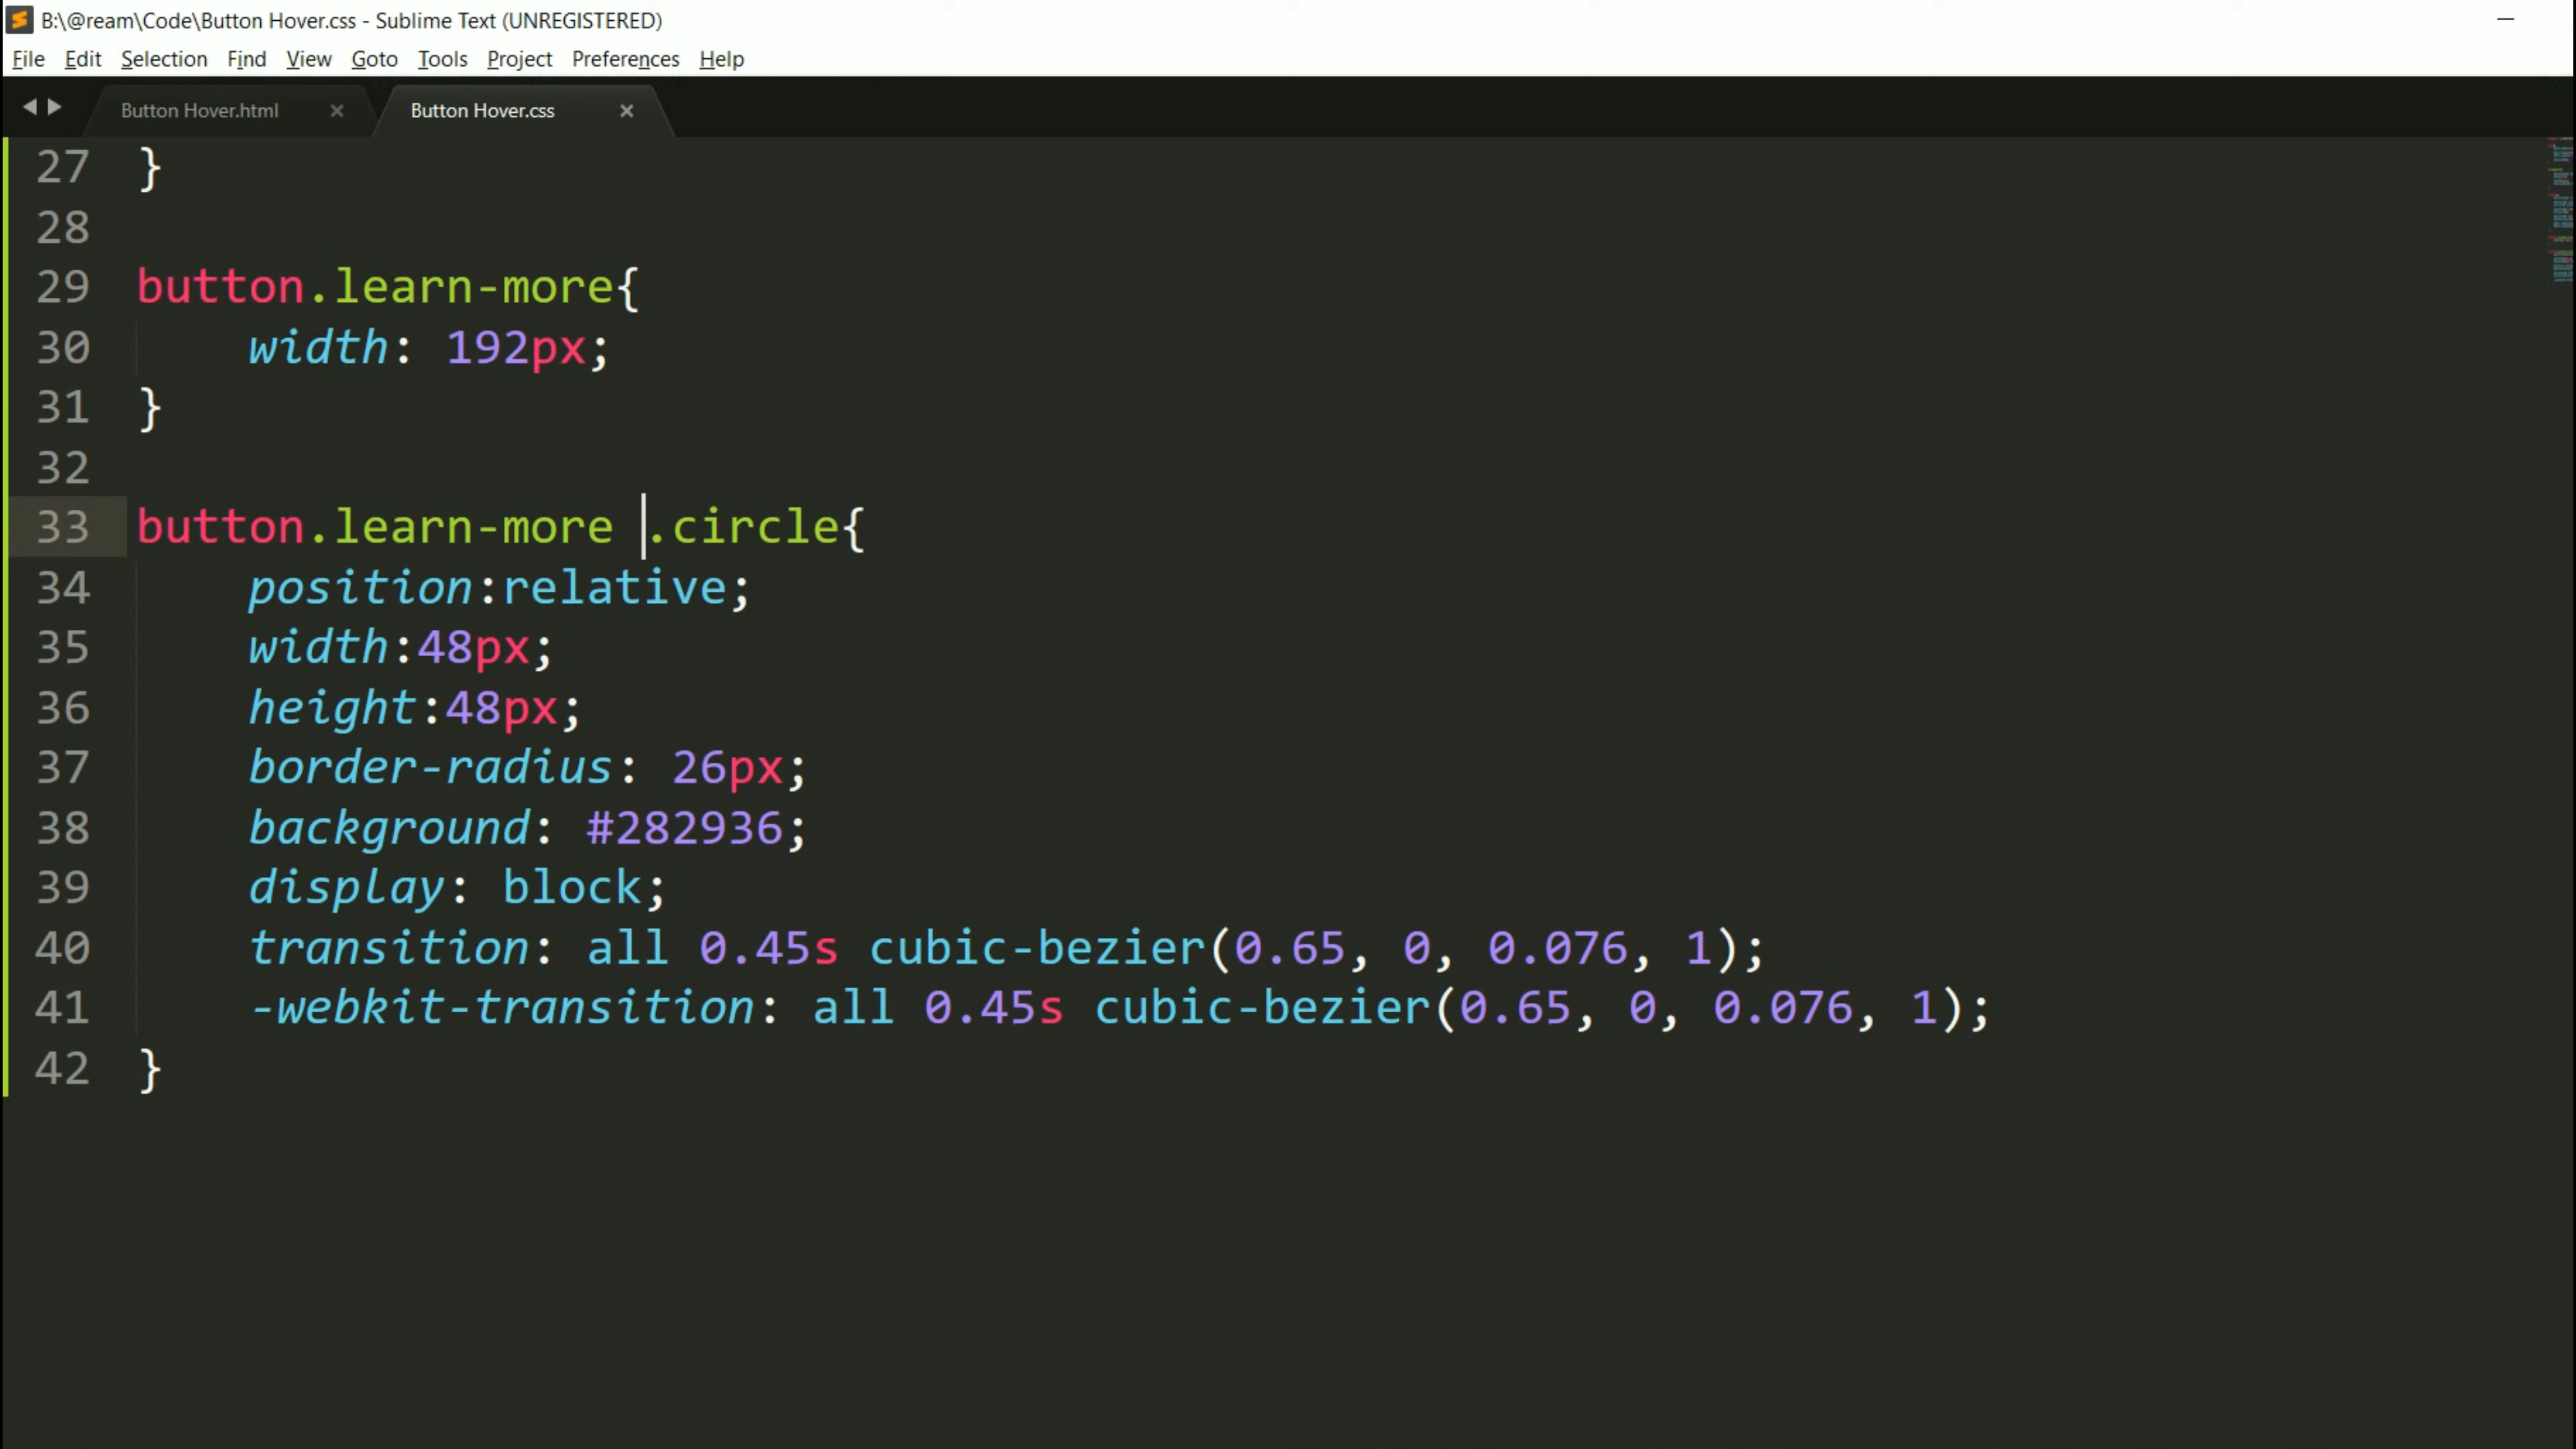 B:\@ream\Code\Button Hover.css - Sublime Text (UNREGISTERED)
File Edit Selection Find View Goto Tools Project Preferences Help
Button Hover.html Button Hover.css
27 }
28
29 button.learn-more{
30 width: 192px;
31 }
32
33 button.learn-more .circle{
34 position:relative;
35 width:48px;
36 height:48px;
37 border-radius: 26px;
38 background: #282936;
39 display: block;
40 transition: all 0.45s cubic-bezier(0.65, 0, 0.076, 1);
41 -webkit-transition: all 0.45s cubic-bezier(0.65, 0, 0.076, 1);
42 }